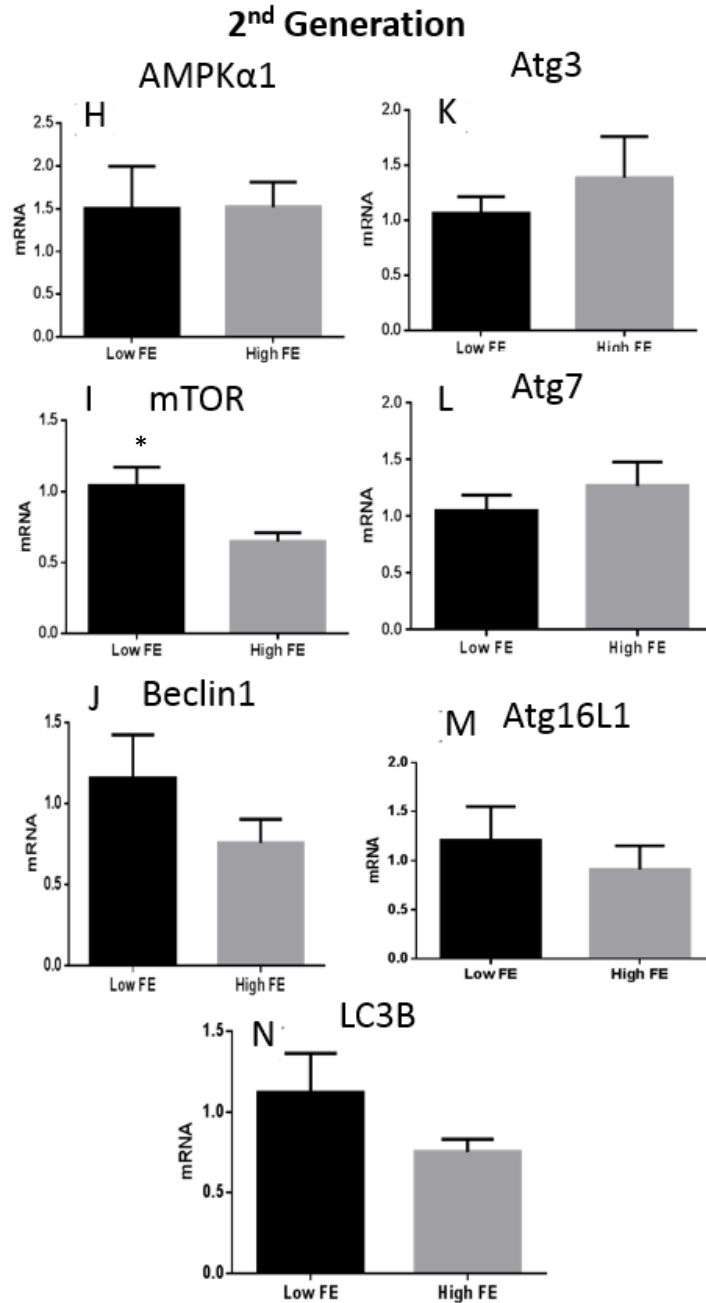 2nd Generation
AMPKα1
H
2.5
2.0
1.5
1.0
0.5
0.0
mRNA
Low FE
High FE
Atg3
K
2.0
1.5
1.0
0.5
0.0
mRNA
Low FE
High FE
I
mTOR
1.5
1.0
0.5
0.0
mRNA
*
Low FE
High FE
L
Atg7
2.0
1.5
1.0
0.5
0.0
mRNA
Low FE
High FE
J
Beclin1
1.5
1.0
0.5
0.0
mRNA
Low FE
High FE
M
Atg16L1
2.0
1.5
1.0
0.5
0.0
mRNA
Low FE
High FE
N
LC3B
1.5
1.0
0.5
0.0
mRNA
Low FE
High FE